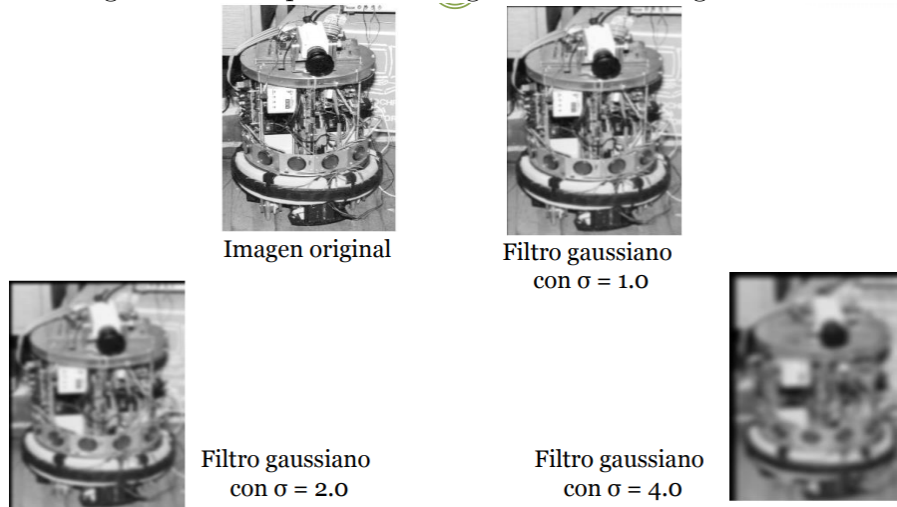 Imagen original
Filtro gaussiano
con σ = 1.0
Filtro gaussiano
con σ = 2.0
Filtro gaussiano
con σ = 4.0